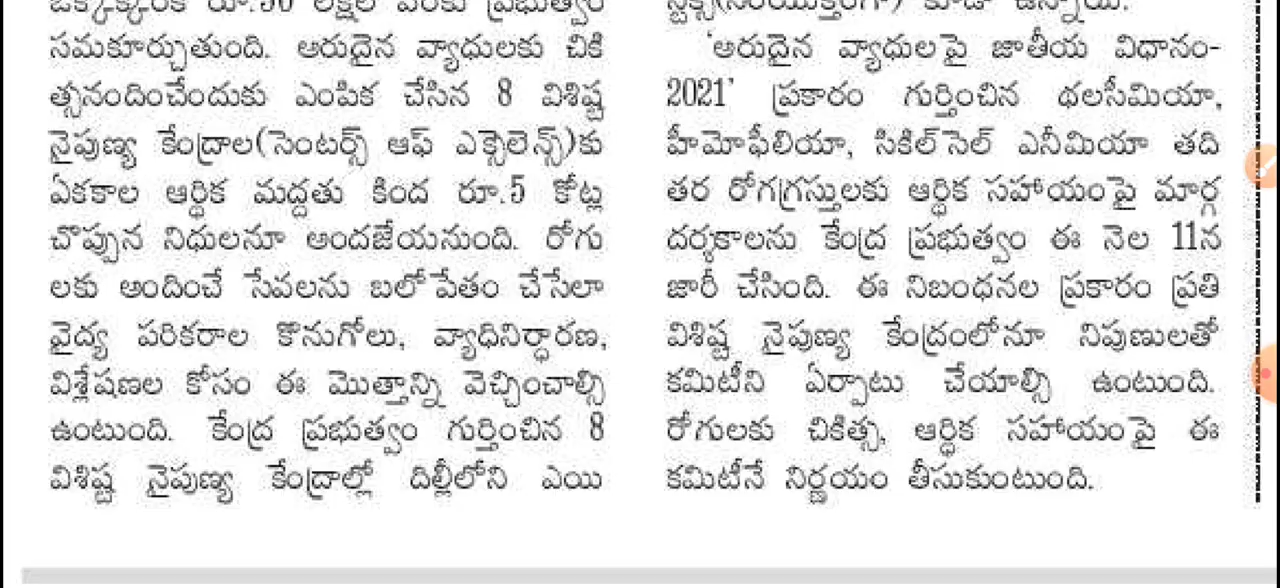 సమకూర్చుతుంది. అరుదైన వ్యాధులకు చికి
త్సనందించేందుకు ఎంపిక చేసిన 8 విశిష్ట
నైపుణ్య కేంద్రాల(సెంటర్స్ ఆఫ్ ఎక్సెలెన్స్)కు
ఏకకాల ఆర్థిక మద్దతు కింద రూ.5 కోట్ల
చొప్పున నిధులనూ అందజేయనుంది. రోగు
లకు అందించే సేవలను బలోపేతం చేసేలా
వైద్య పరికరాల కొనుగోలు, వ్యాధినిర్ధారణ,
విశ్లేషణల కోసం ఈ మొత్తాన్ని వెచ్చించాల్సి
ఉంటుంది. కేంద్ర ప్రభుత్వం గుర్తించిన 8
విశిష్ట నైపుణ్య కేంద్రాల్లో దిల్లీలోని ఎయి
'అరుదైన వ్యాధులపై జాతీయ విధానం-
2021' ప్రకారం గుర్తించిన థలసీమియా,
హీమోఫీలియా, సికిల్‌సెల్ ఎనీమియా తది
తర రోగగ్రస్తులకు ఆర్థిక సహాయంపై మార్గ
దర్శకాలను కేంద్ర ప్రభుత్వం ఈ నెల 11న
జారీ చేసింది. ఈ నిబంధనల ప్రకారం ప్రతి
విశిష్ట నైపుణ్య కేంద్రంలోనూ నిపుణులతో
కమిటీని ఏర్పాటు చేయాల్సి ఉంటుంది.
రోగులకు చికిత్స, ఆర్థిక సహాయంపై ఈ
కమిటీనే నిర్ణయం తీసుకుంటుంది.